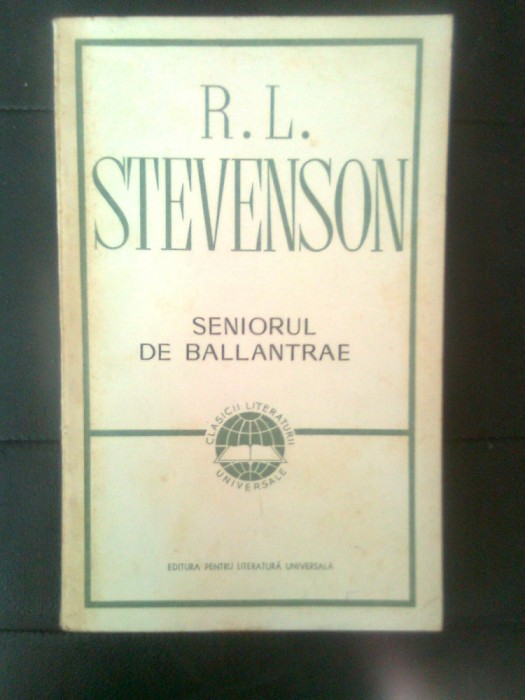 R. L.
STEVENSON
SENIORUL
DE BALLANTRAE
CLASICII LITERATURII
UNIVERSALE
EDITURA PENTRU LITERATURĂ UNIVERSALĂ